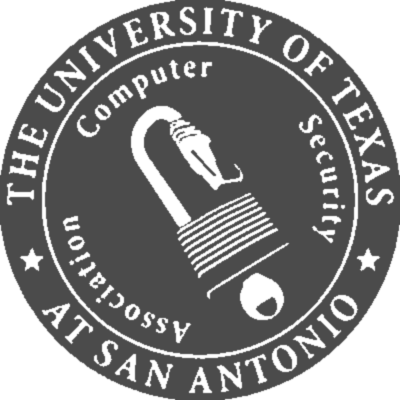 THE UNIVERSITY OF TEXAS
AT SAN ANTONIO
Computer
Security
Association